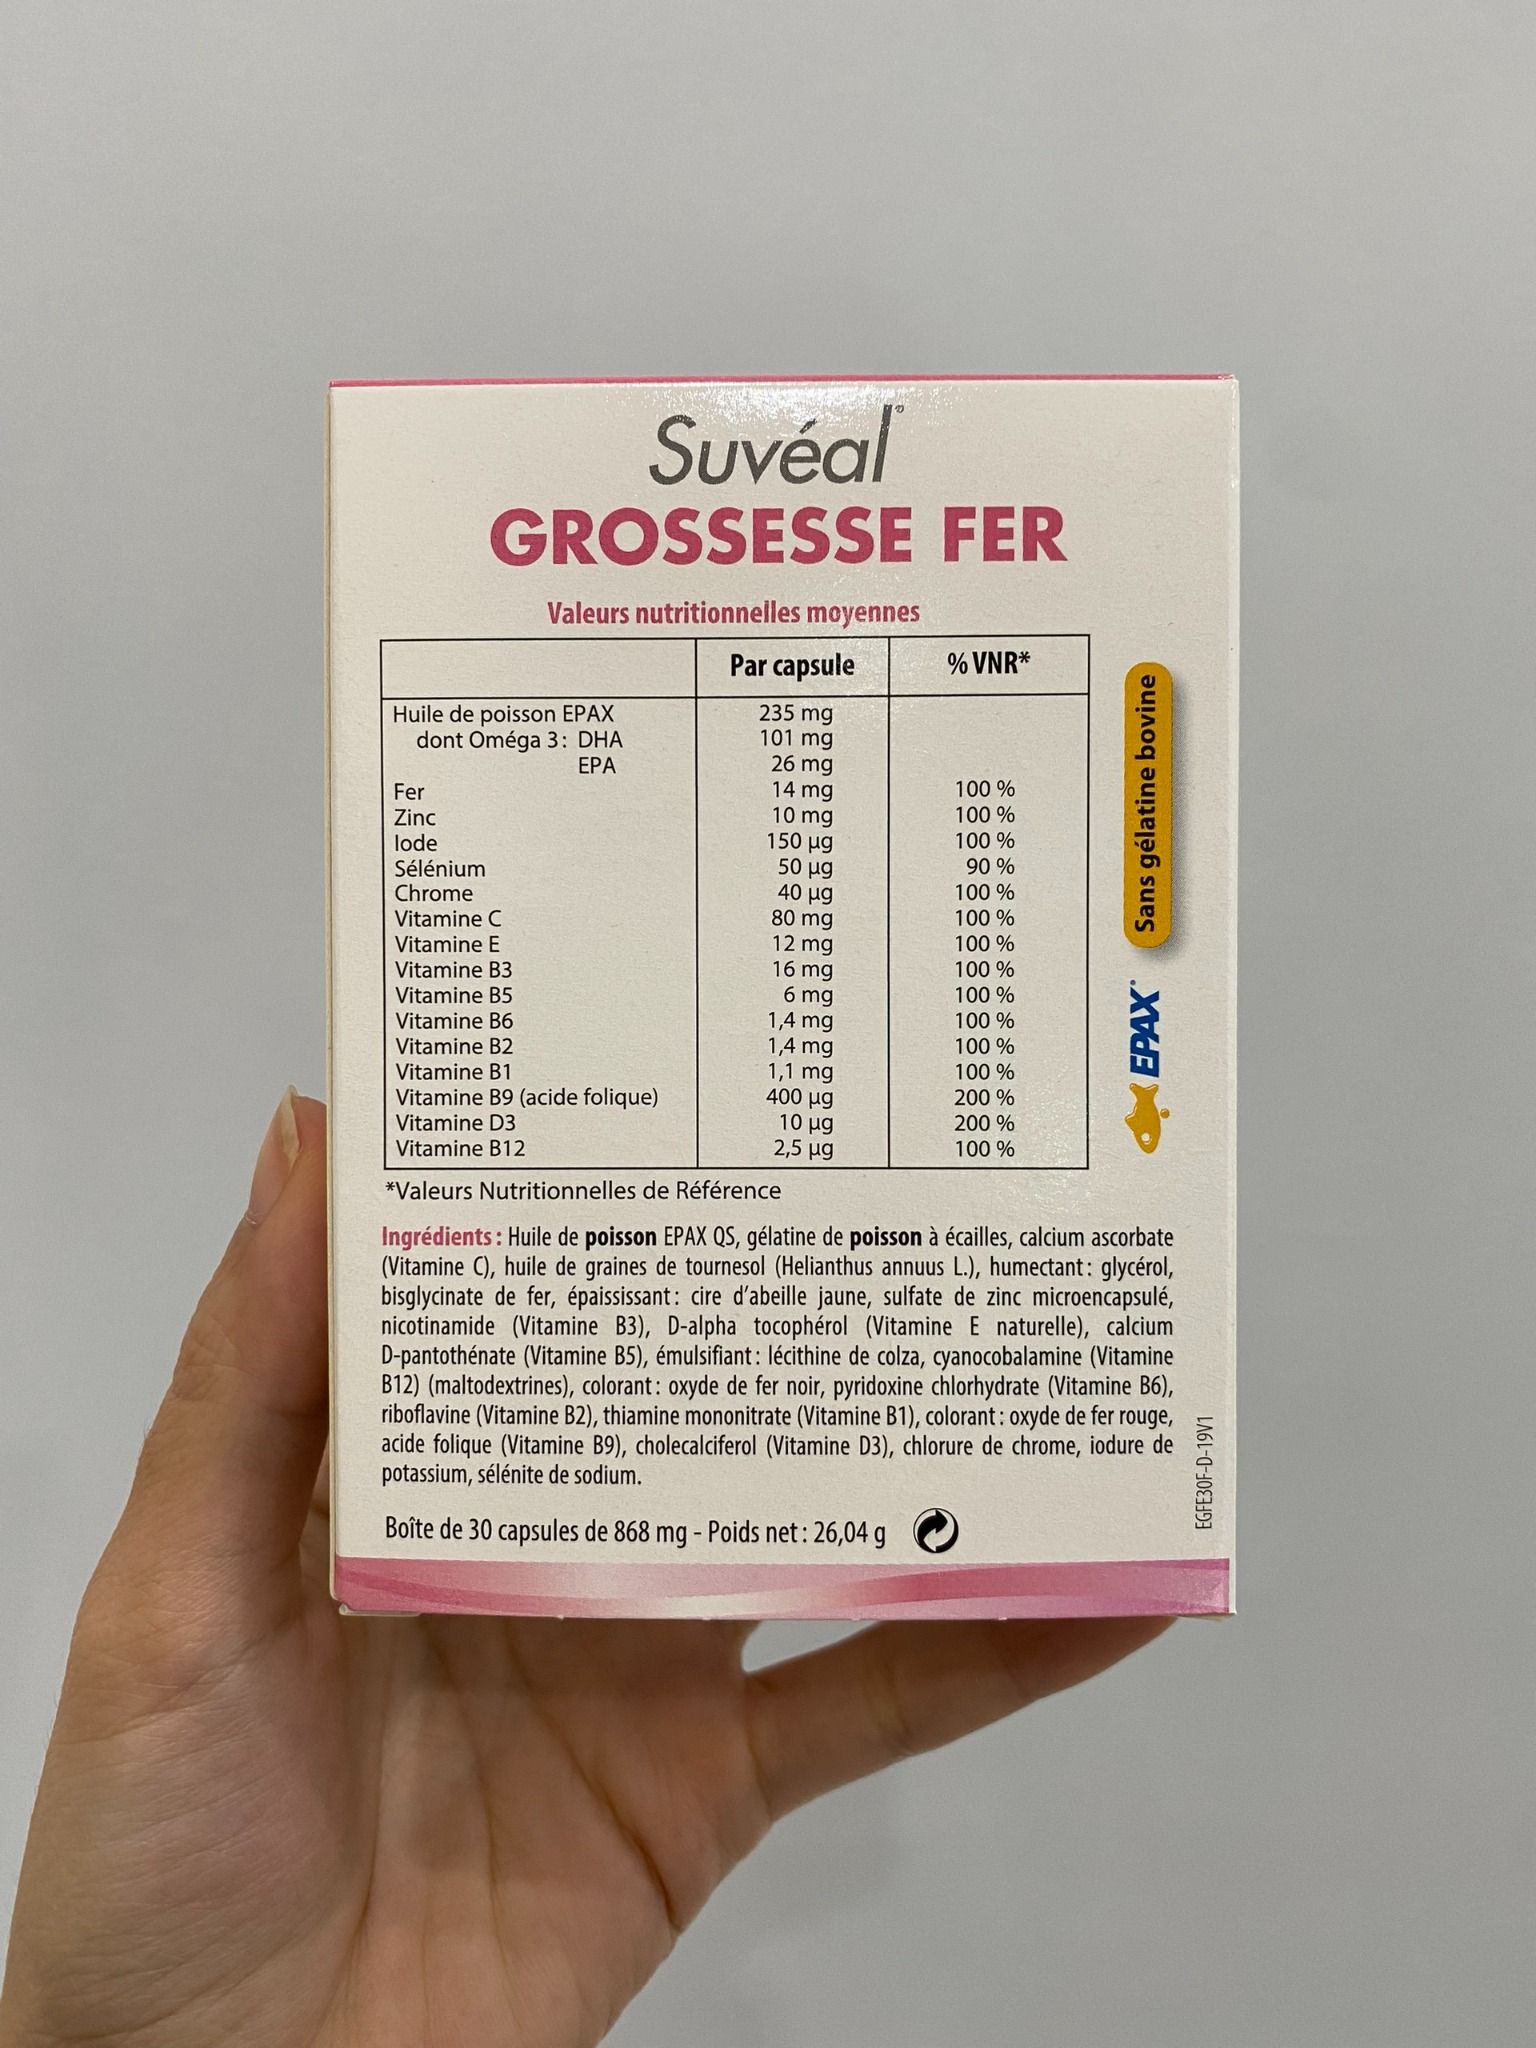 Suvéal®
GROSSESSE FER
Valeurs nutritionnelles moyennes
Par capsule % VNR*
Huile de poisson EPAX 235 mg
dont Oméga 3 : DHA 101 mg
EPA 26 mg
Fer 14 mg 100 %
Zinc 10 mg 100 %
Iode 150 µg 100 %
Sélénium 50 µg 90 %
Chrome 40 µg 100 %
Vitamine C 80 mg 100 %
Vitamine E 12 mg 100 %
Vitamine B3 16 mg 100 %
Vitamine B5 6 mg 100 %
Vitamine B6 1,4 mg 100 %
Vitamine B2 1,4 mg 100 %
Vitamine B1 1,1 mg 100 %
Vitamine B9 (acide folique) 400 µg 200 %
Vitamine D3 10 µg 200 %
Vitamine B12 2,5 µg 100 %
*Valeurs Nutritionnelles de Référence
Sans gélatine bovine
EPAX®
Ingrédients : Huile de poisson EPAX QS, gélatine de poisson à écailles, calcium ascorbate
(Vitamine C), huile de graines de tournesol (Helianthus annuus L.), humectant : glycérol,
bisglycinate de fer, épaississant : cire d'abeille jaune, sulfate de zinc microencapsulé,
nicotinamide (Vitamine B3), D-alpha tocophérol (Vitamine E naturelle), calcium
D-pantothénate (Vitamine B5), émulsifiant : lécithine de colza, cyanocobalamine (Vitamine
B12) (maltodextrines), colorant : oxyde de fer noir, pyridoxine chlorhydrate (Vitamine B6),
riboflavine (Vitamine B2), thiamine mononitrate (Vitamine B1), colorant : oxyde de fer rouge,
acide folique (Vitamine B9), cholecalciferol (Vitamine D3), chlorure de chrome, iodure de
potassium, sélénite de sodium.
Boîte de 30 capsules de 868 mg - Poids net : 26,04 g
EGFE30F-D-19V1